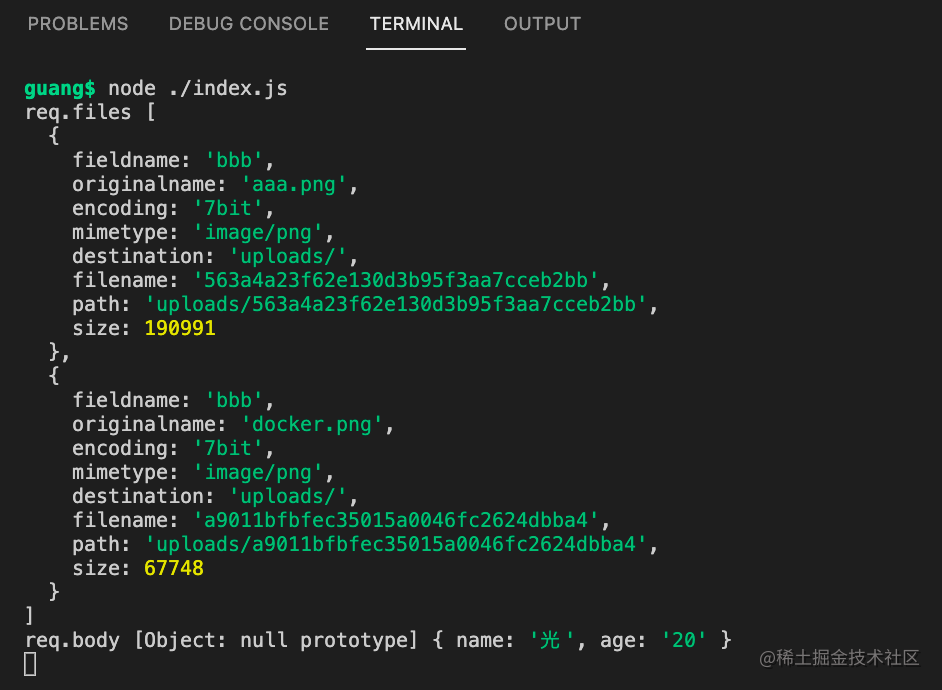 PROBLEMS DEBUG CONSOLE TERMINAL OUTPUT
guang$ node ./index.js
req.files [
  {
    fieldname: 'bbb',
    originalname: 'aaa.png',
    encoding: '7bit',
    mimetype: 'image/png',
    destination: 'uploads/',
    filename: '563a4a23f62e130d3b95f3aa7cceb2bb',
    path: 'uploads/563a4a23f62e130d3b95f3aa7cceb2bb',
    size: 190991
  },
  {
    fieldname: 'bbb',
    originalname: 'docker.png',
    encoding: '7bit',
    mimetype: 'image/png',
    destination: 'uploads/',
    filename: 'a9011bfbfec35015a0046fc2624dbba4',
    path: 'uploads/a9011bfbfec35015a0046fc2624dbba4',
    size: 67748
  }
]
req.body [Object: null prototype] { name: '光', age: '20' }
@稀土掘金技术社区